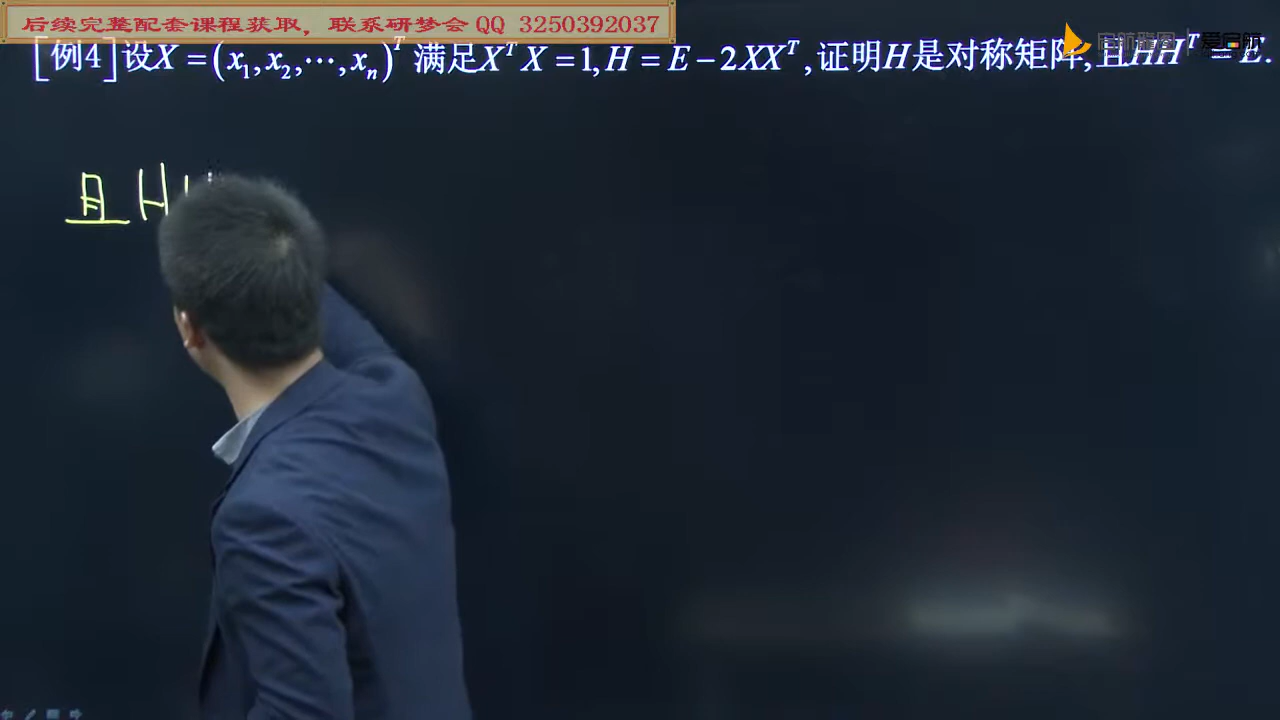 后续完整配套课程获取，联系研梦会QQ 3250392037
[例4]设X=(x₁,x₂,⋯,xₙ)ᵀ 满足XᵀX=1,H=E-2XXᵀ,证明H是对称矩阵,且HHᵀ=E.
且 H